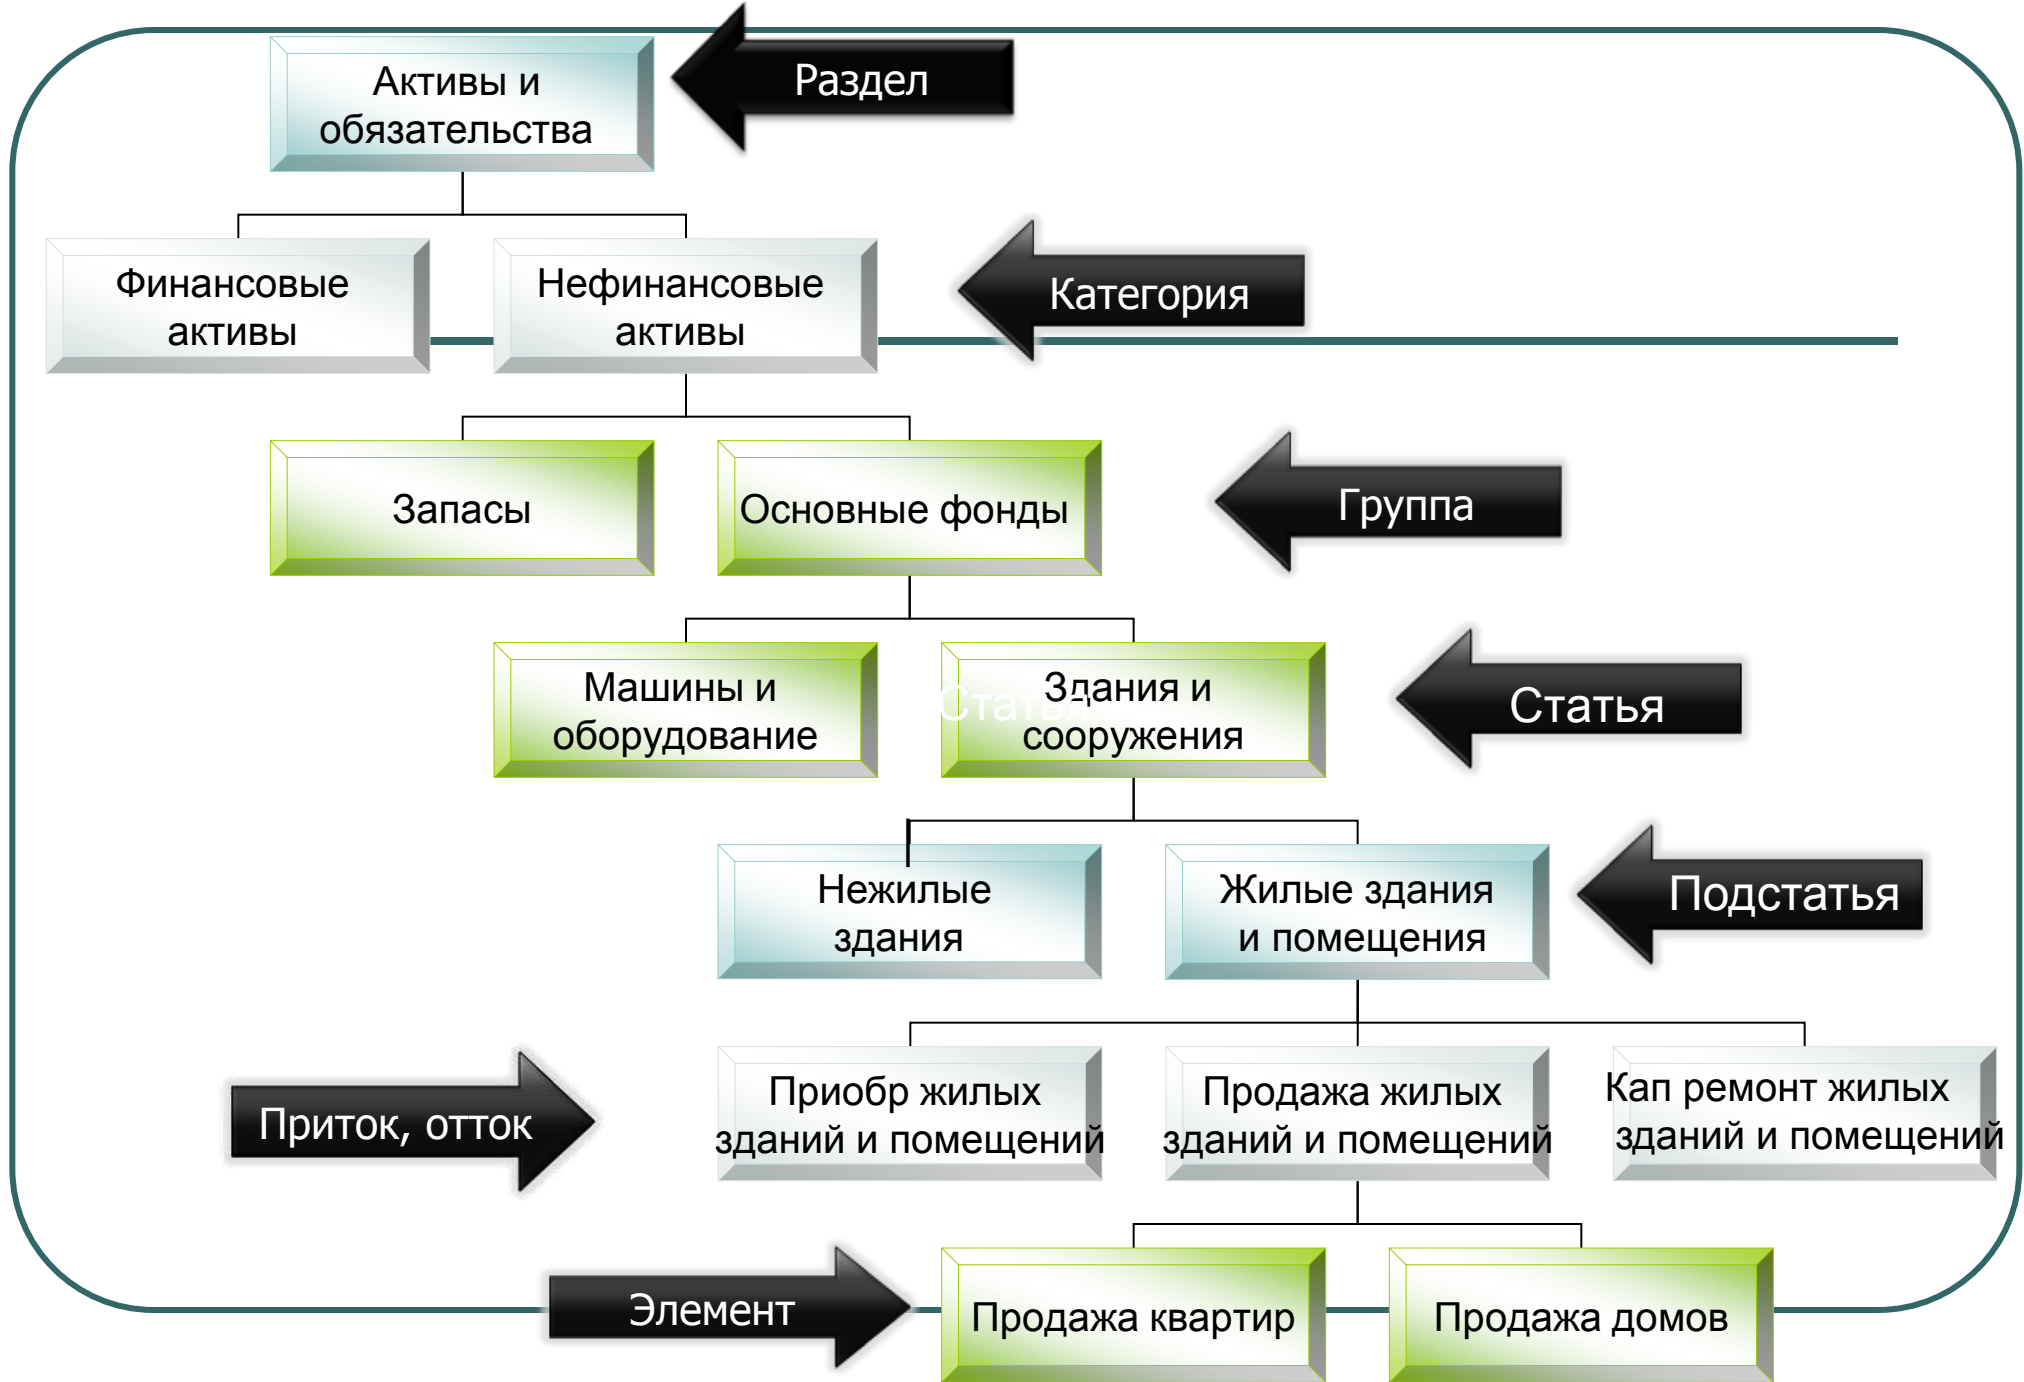 Активы и
обязательства
Раздел
Финансовые
активы
Нефинансовые
активы
Категория
Запасы
Основные фонды
Группа
Машины и
оборудование
Статья
Здания и
сооружения
Статья
Нежилые
здания
Жилые здания
и помещения
Подстатья
Приток, отток
Приобр жилых
зданий и помещений
Продажа жилых
зданий и помещений
Кап ремонт жилых
зданий и помещений
Элемент
Продажа квартир
Продажа домов